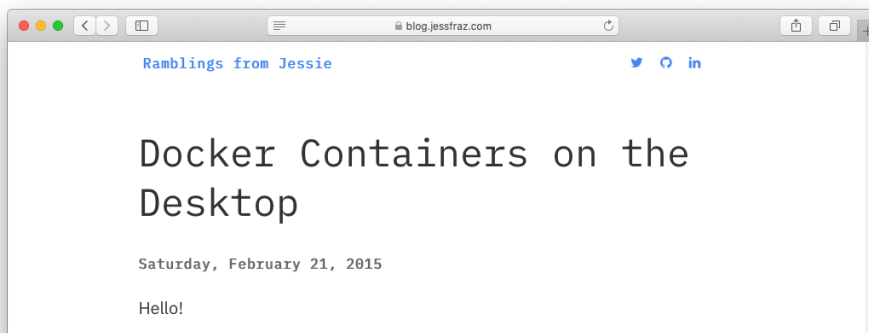 blog.jessfraz.com
Ramblings from Jessie
Docker Containers on the
Desktop
Saturday, February 21, 2015
Hello!